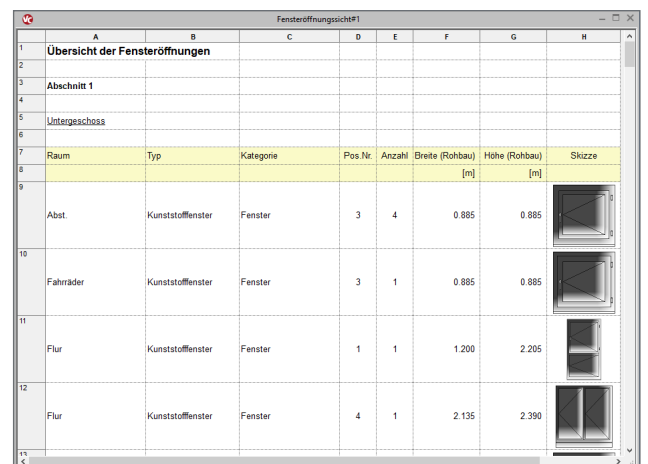 Fensteröffnungssicht#1
A B C D E F G H
1 Übersicht der Fensteröffnungen
2
3 Abschnitt 1
4
5 Untergeschoss
6
7 Raum Typ Kategorie Pos.Nr. Anzahl Breite (Rohbau) Höhe (Rohbau) Skizze
8 [m] [m]
9 Abst. Kunststofffenster Fenster 3 4 0.885 0.885
10 Fahrräder Kunststofffenster Fenster 3 1 0.885 0.885
11 Flur Kunststofffenster Fenster 1 1 1.200 2.205
12 Flur Kunststofffenster Fenster 4 1 2.135 2.390
13